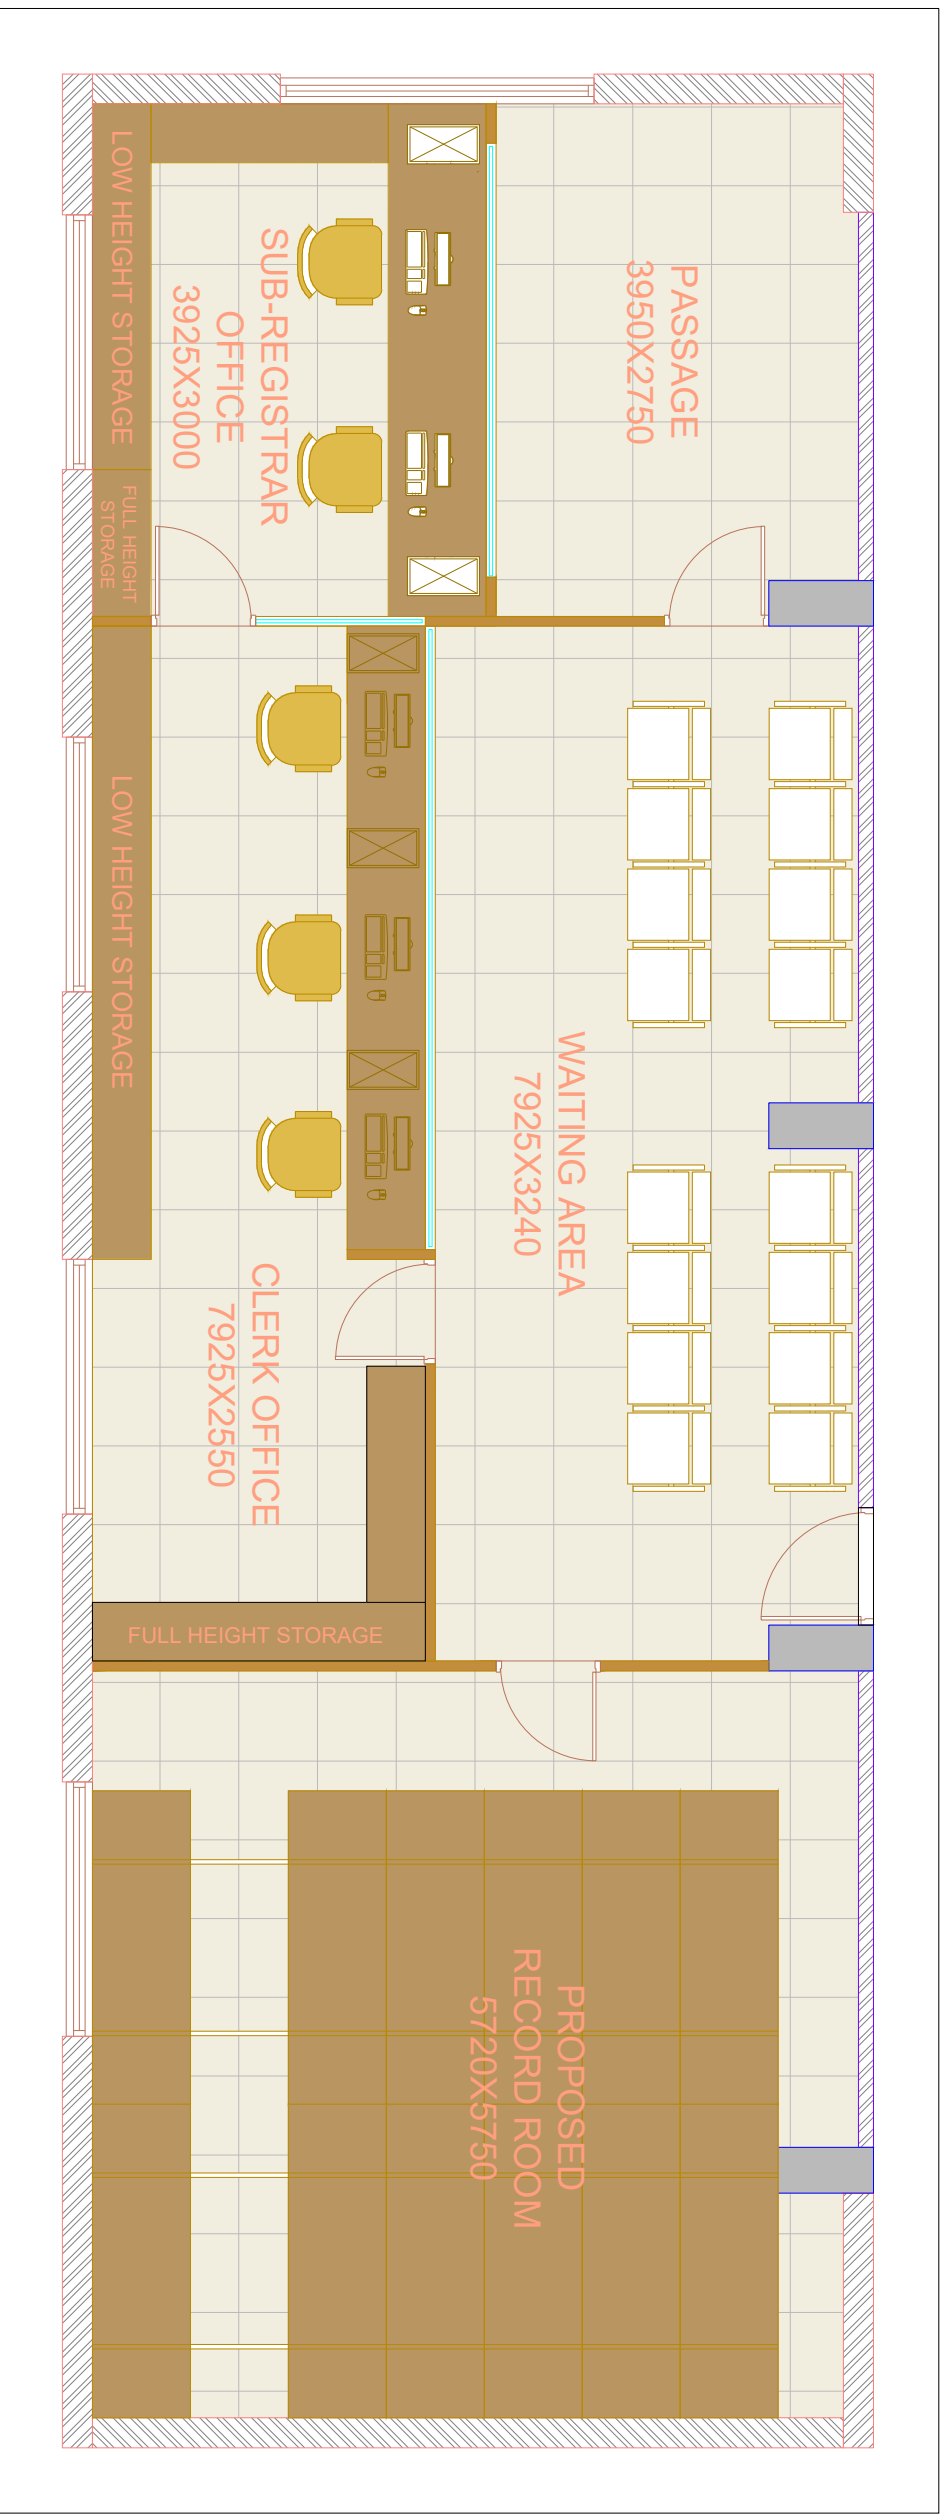 LOW HEIGHT STORAGE
SUB-REGISTRAR
OFFICE
3925X3000
PASSAGE
3950X2750
FULL HEIGHT
STORAGE
LOW HEIGHT STORAGE
WAITING AREA
7925X3240
CLERK OFFICE
7925X2550
FULL HEIGHT STORAGE
PROPOSED
RECORD ROOM
5720X5750